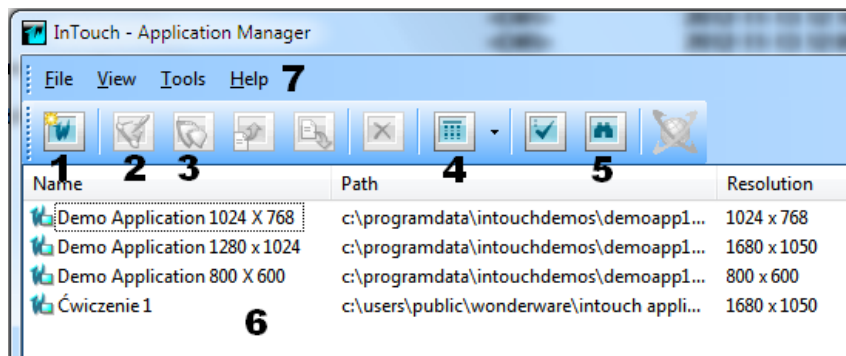 InTouch - Application Manager
File View Tools Help 7
1 2 3 4 5
Name Path Resolution
Demo Application 1024 X 768 c:\programdata\intouchdemos\demoapp1... 1024 x 768
Demo Application 1280 x 1024 c:\programdata\intouchdemos\demoapp1... 1680 x 1050
Demo Application 800 X 600 c:\programdata\intouchdemos\demoapp1... 800 x 600
Ćwiczenie 1 c:\users\public\wonderware\intouch appli... 1680 x 1050
6